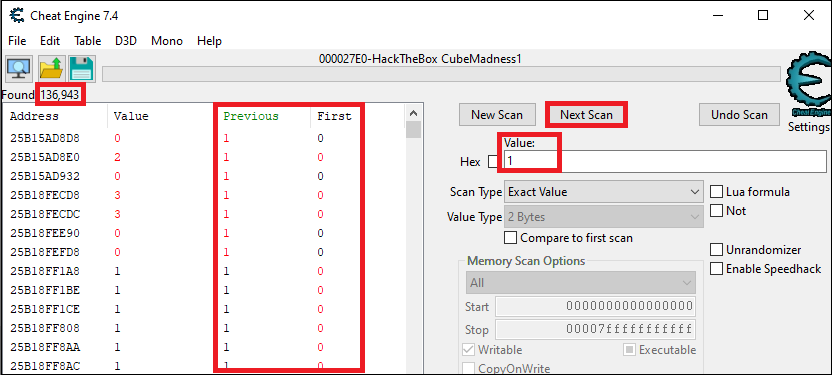 Cheat Engine 7.4
File Edit Table D3D Mono Help
000027E0-HackTheBox CubeMadness1
Found: 136,943
Address Value Previous First
25B15AD8D8 0 1 0
25B15AD8E0 2 1 0
25B15AD932 0 1 0
25B18FECD8 3 1 0
25B18FECDC 3 1 0
25B18FEE90 0 1 0
25B18FEFD8 0 1 0
25B18FF1A8 1 1 0
25B18FF1BE 1 1 0
25B18FF1CE 1 1 0
25B18FF808 1 1 0
25B18FF8AA 1 1 0
25B18FF8AC 1 1 0
New Scan Next Scan Undo Scan
Cheat Engine
Settings
Value:
Hex 1
Scan Type Exact Value
Lua formula
Value Type 2 Bytes
Not
Compare to first scan
Unrandomizer
Enable Speedhack
Memory Scan Options
All
Start 0000000000000000
Stop 00007fffffffffff
Writable Executable
CopyOnWrite